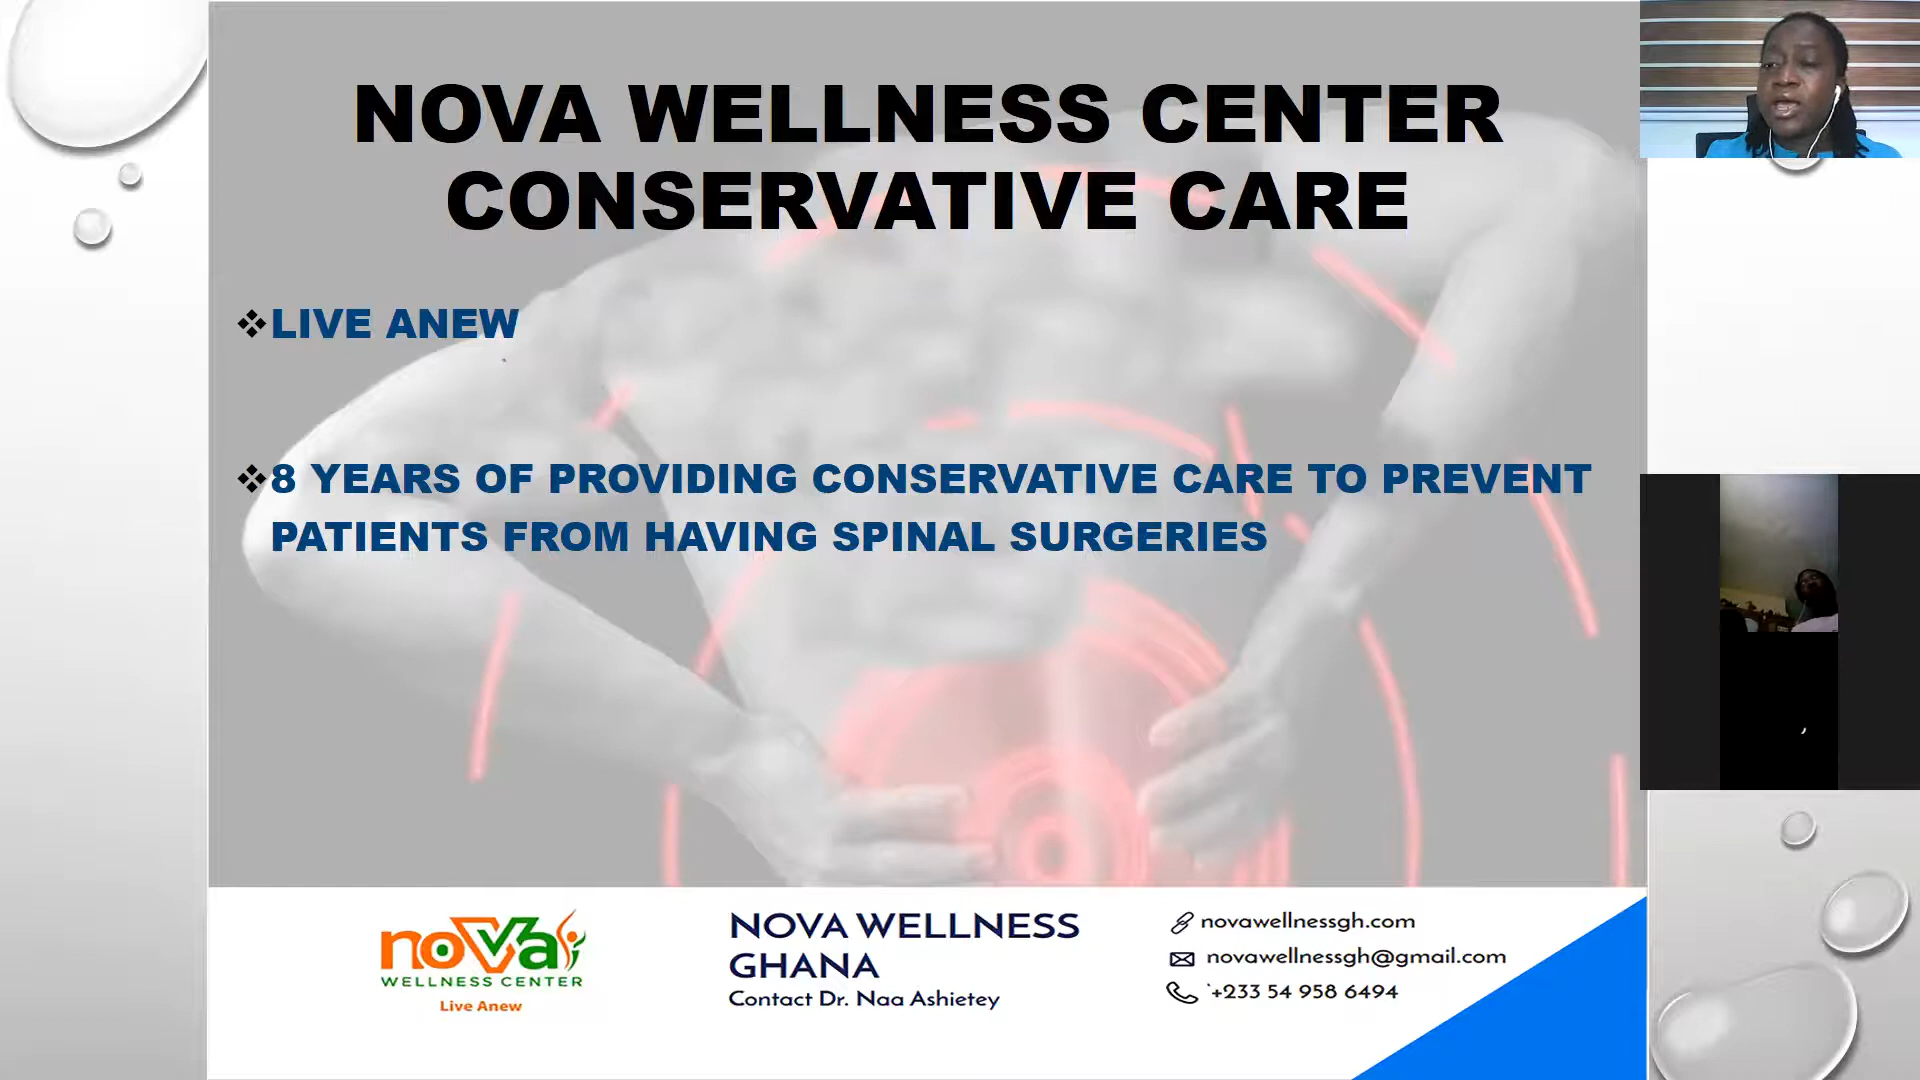 NOVA WELLNESS CENTER
CONSERVATIVE CARE
LIVE ANEW
8 YEARS OF PROVIDING CONSERVATIVE CARE TO PREVENT
PATIENTS FROM HAVING SPINAL SURGERIES
nova
WELLNESS CENTER
Live Anew
NOVA WELLNESS
GHANA
Contact Dr. Naa Ashietey
novawellnessgh.com
novawellnessgh@gmail.com
+233 54 958 6494